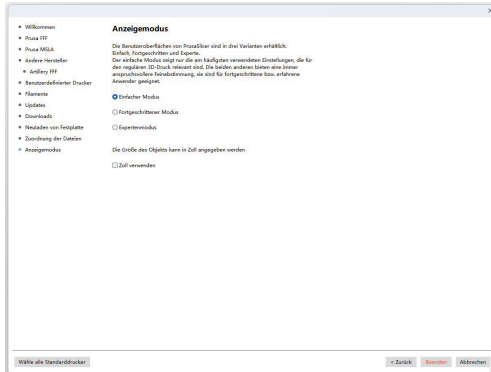 Willkommen
Prusa FFF
Prusa MSLA
Andere Hersteller
Artillery FFF
Benutzerdefinierter Drucker
Filamente
Updates
Downloads
Neuladen von Festplatte
Zuordnung der Dateien
Anzeigemodus
Anzeigemodus
Die Benutzeroberflächen von PrusaSlicer sind in drei Varianten erhältlich:
Einfach, Fortgeschritten und Experte.
Der einfache Modus zeigt nur die am häufigsten verwendeten Einstellungen, die für
den regulären 3D-Druck relevant sind. Die beiden anderen bieten eine immer
anspruchsvollere Feinabstimmung, sie sind für fortgeschrittene bzw. erfahrene
Anwender geeignet.
Einfacher Modus
Fortgeschrittener Modus
Expertenmodus
Die Größe des Objekts kann in Zoll angegeben werden
Zoll verwenden
Wähle alle Standarddrucker
< Zurück
Beenden
Abbrechen